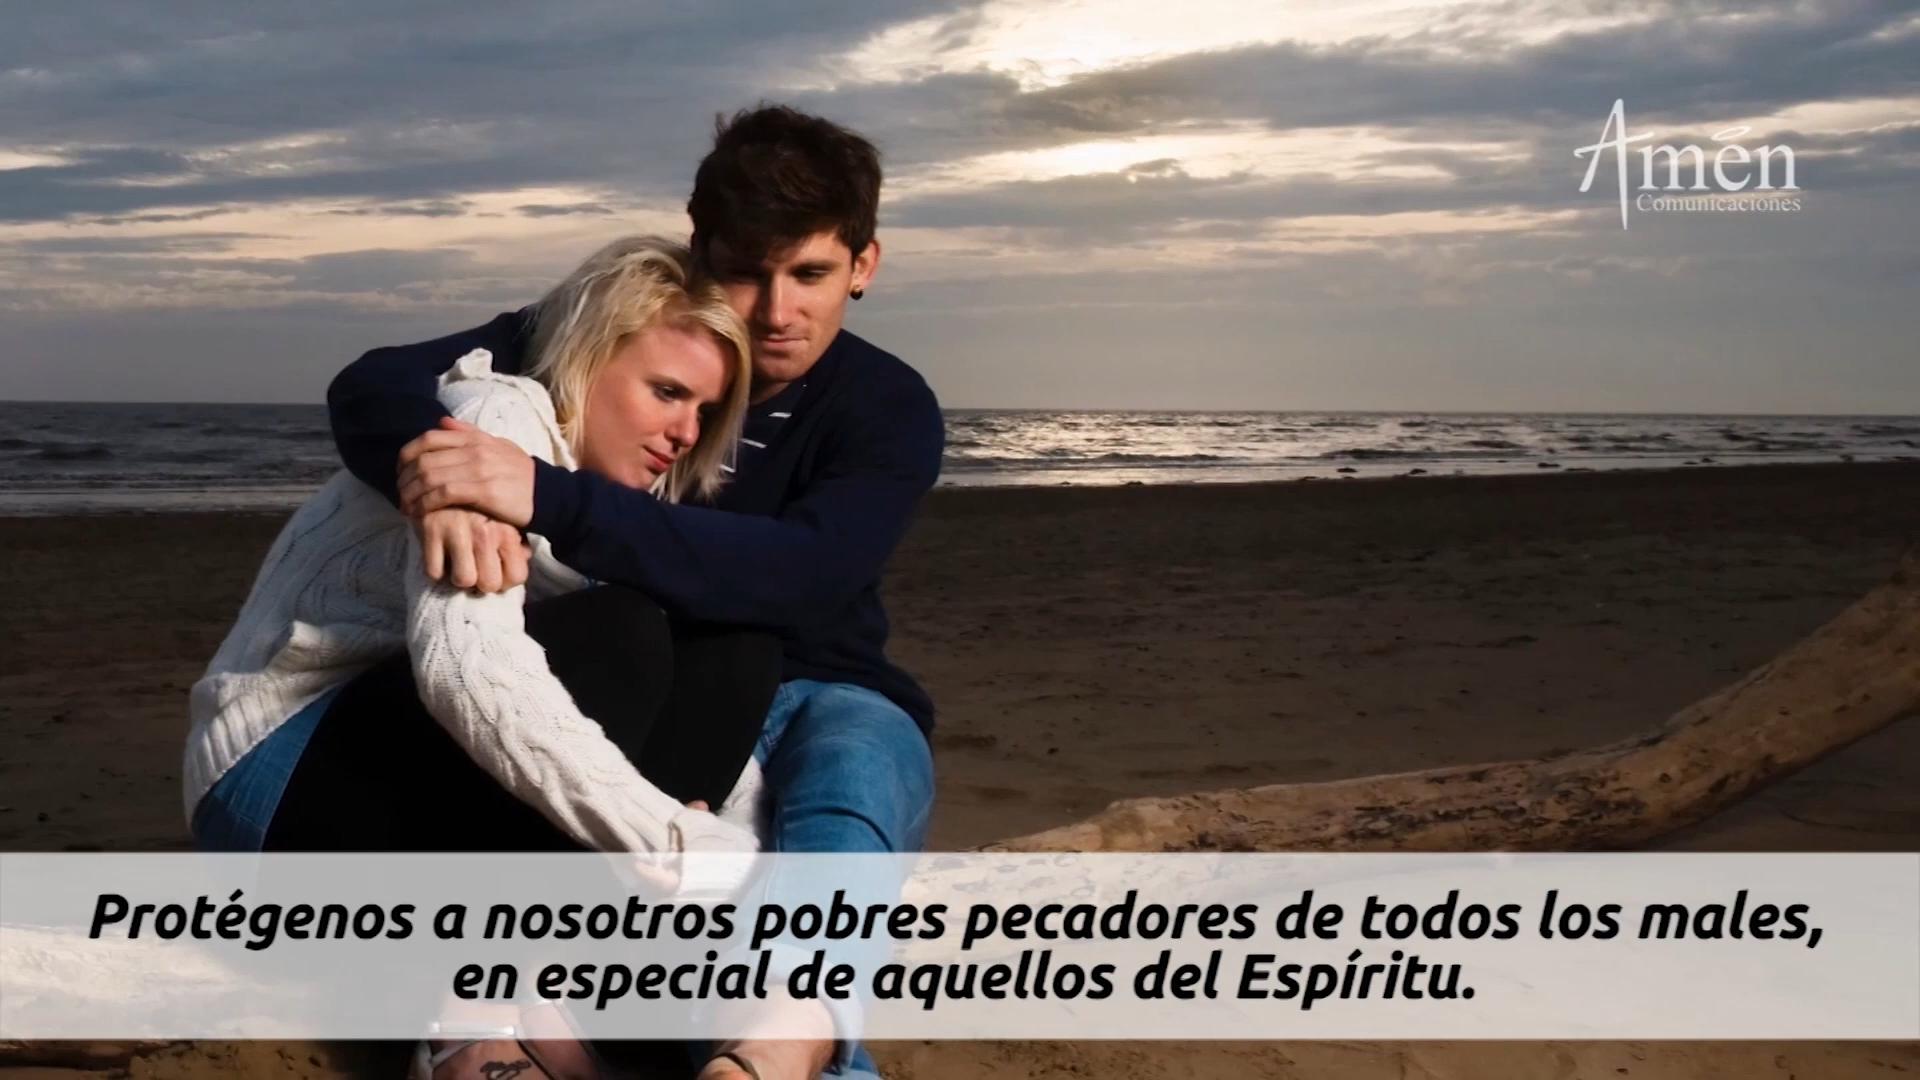 Amén
Comunicaciones
Protégenos a nosotros pobres pecadores de todos los males,
en especial de aquellos del Espíritu.